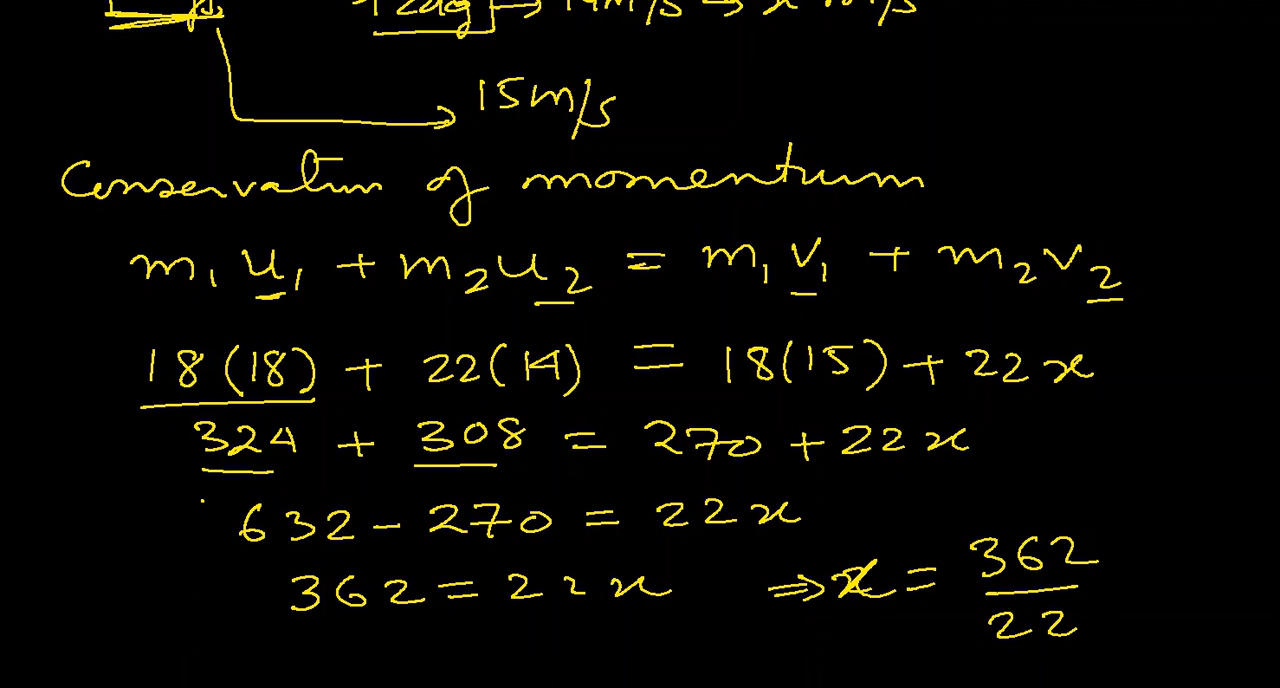 → 14m/s → x m/s
15m/s
Conservation of momentum
m₁u₁ + m₂u₂ = m₁v₁ + m₂v₂
18(18) + 22(14) = 18(15) + 22x
324 + 308 = 270 + 22x
632 - 270 = 22x
362 = 22x ⇒ x = 362/22